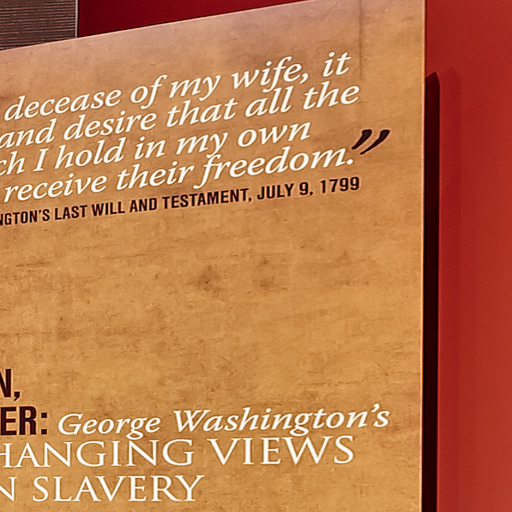 decease of my wife, it
and desire that all the
ch I hold in my own
receive their freedom.”
NGTON'S LAST WILL AND TESTAMENT, JULY 9, 1799
N,
ER: George Washington's
HANGING VIEWS
N SLAVERY